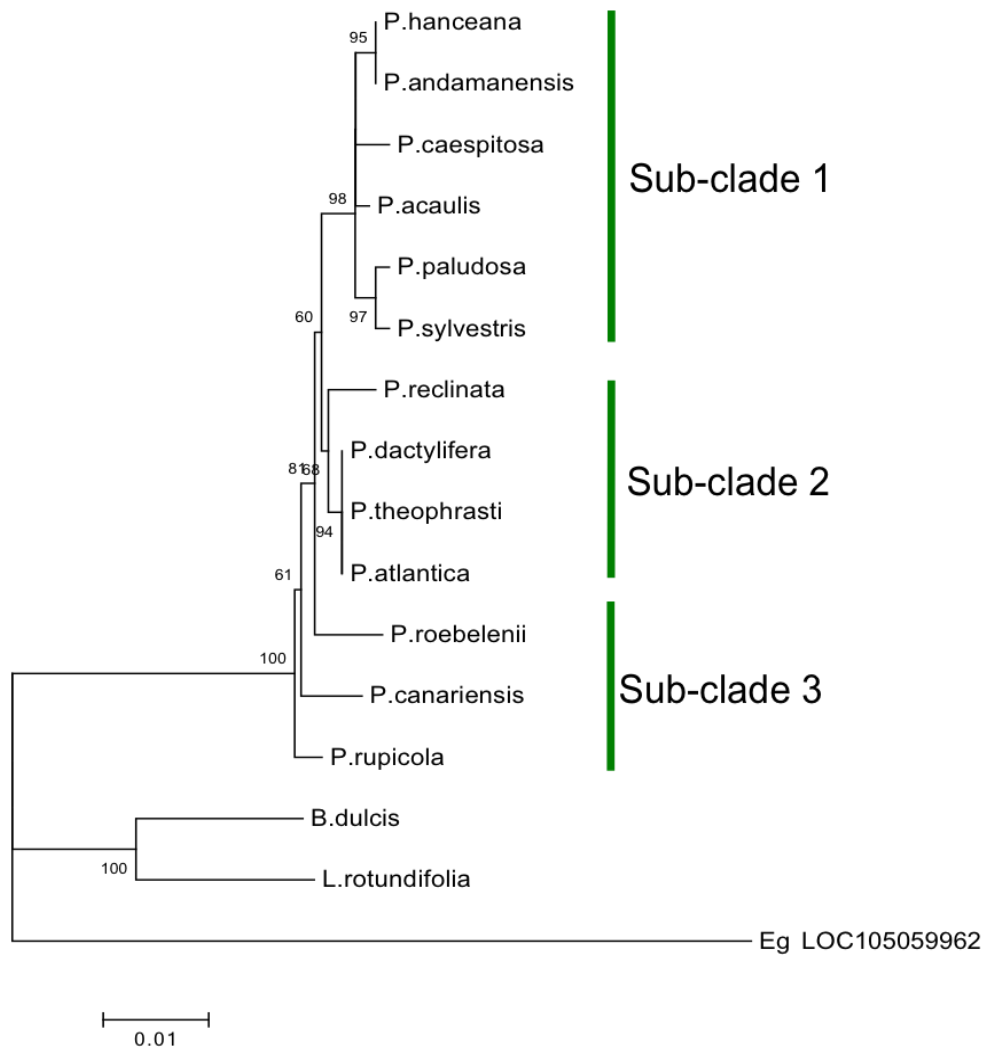 P.hanceana
95
P.andamanensis
P.caespitosa
Sub-clade 1
98
P.acaulis
P.paludosa
97
P.sylvestris
60
P.reclinata
P.dactylifera
81
68
Sub-clade 2
P.theophrasti
94
P.atlantica
61
P.roebelenii
100
P.canariensis
Sub-clade 3
P.rupicola
B.dulcis
100
L.rotundifolia
Eg LOC105059962
0.01